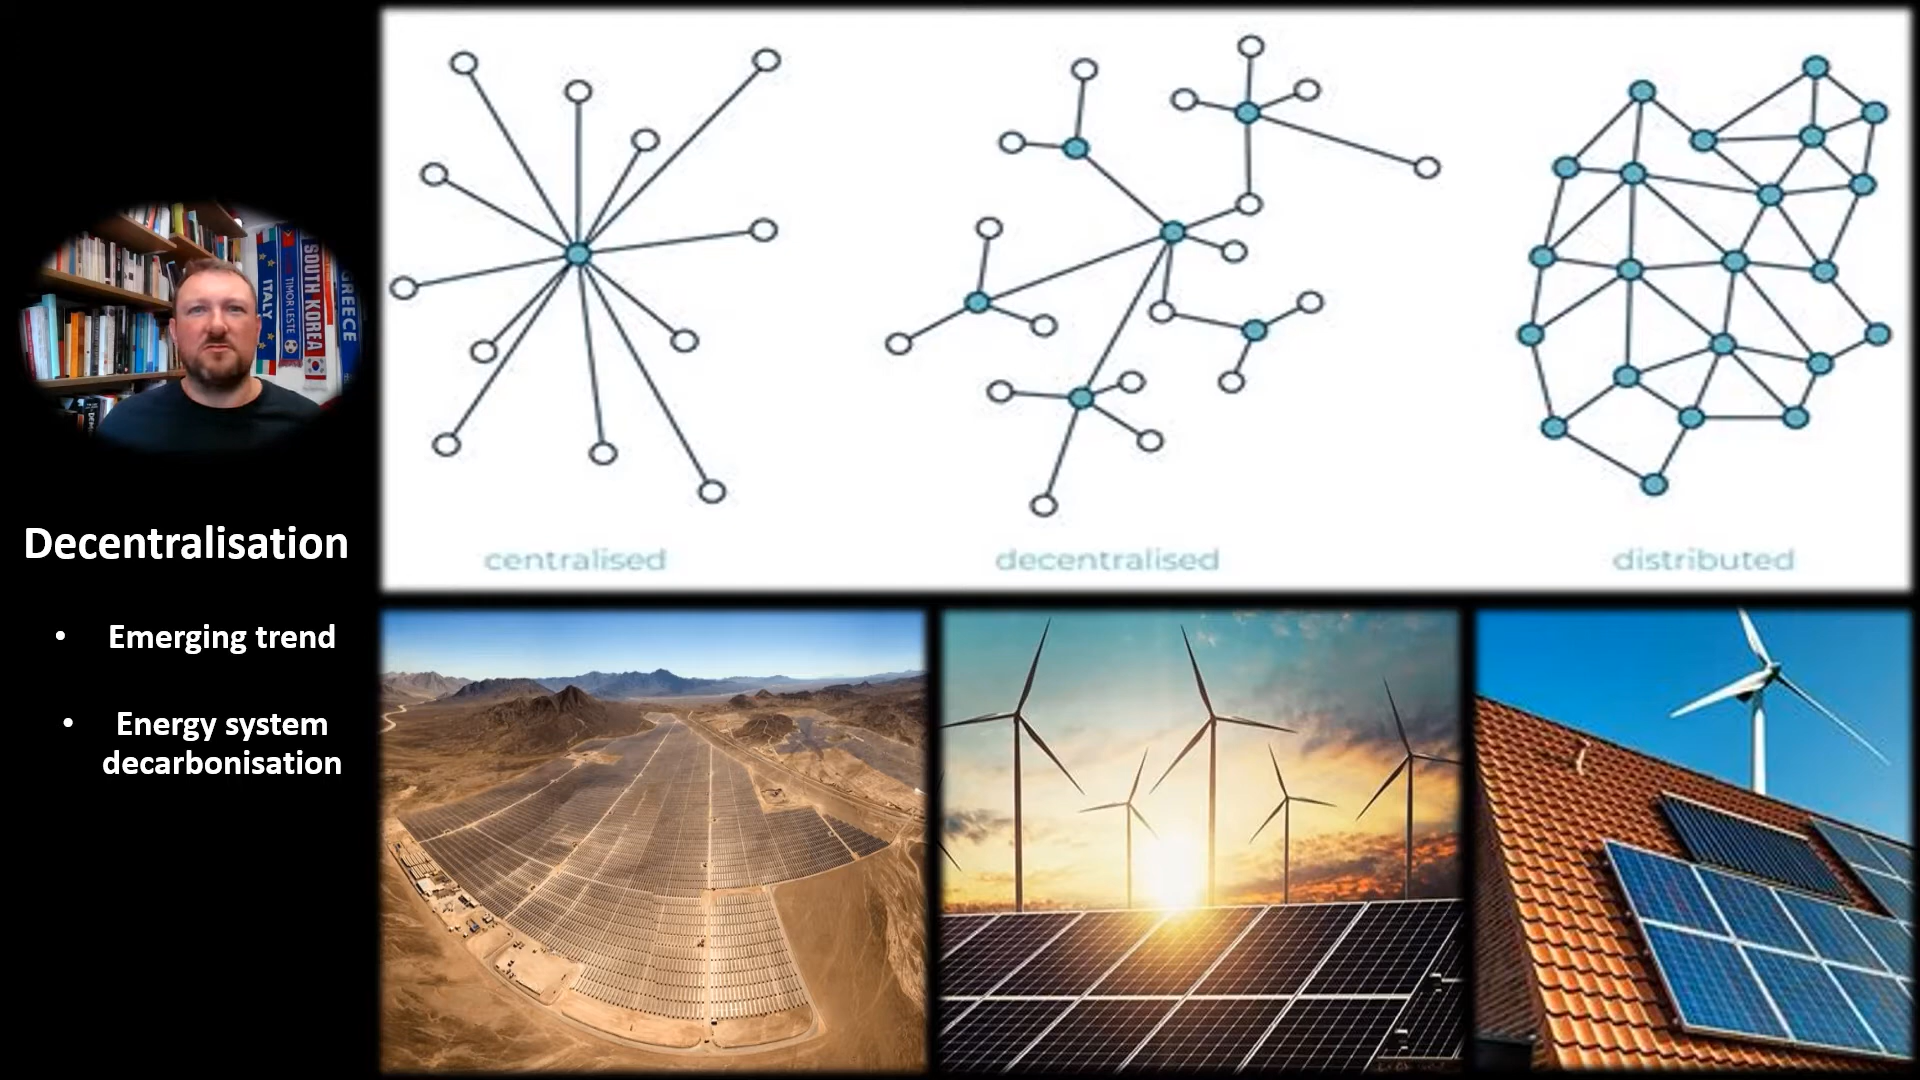 ITALY
TIMOR LESTE
SOUTH KOREA
GREECE
Decentralisation
• Emerging trend
• Energy system
decarbonisation
centralised
decentralised
distributed